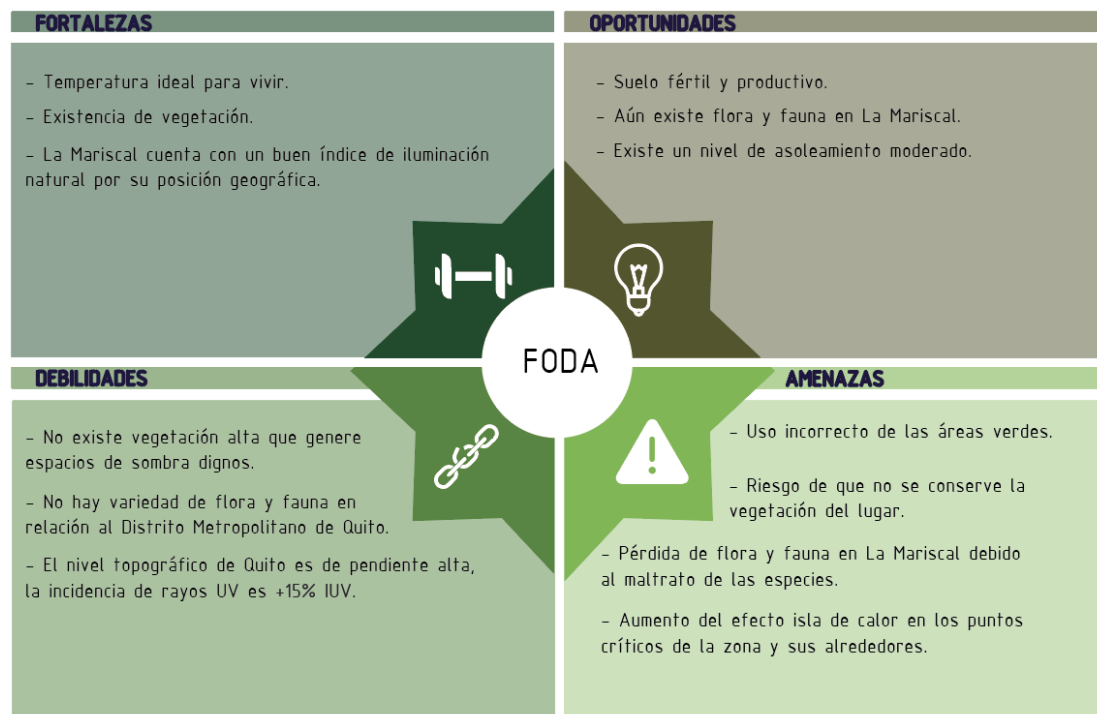 FORTALEZAS
- Temperatura ideal para vivir.
- Existencia de vegetación.
- La Mariscal cuenta con un buen índice de iluminación
natural por su posición geográfica.
OPORTUNIDADES
- Suelo fértil y productivo.
- Aún existe flora y fauna en La Mariscal.
- Existe un nivel de asoleamiento moderado.
FODA
DEBILIDADES
- No existe vegetación alta que genere
espacios de sombra dignos.
- No hay variedad de flora y fauna en
relación al Distrito Metropolitano de Quito.
- El nivel topográfico de Quito es de pendiente alta,
la incidencia de rayos UV es +15% IUV.
AMENAZAS
- Uso incorrecto de las áreas verdes.
- Riesgo de que no se conserve la
vegetación del lugar.
- Pérdida de flora y fauna en La Mariscal debido
al maltrato de las especies.
- Aumento del efecto isla de calor en los puntos
críticos de la zona y sus alrededores.